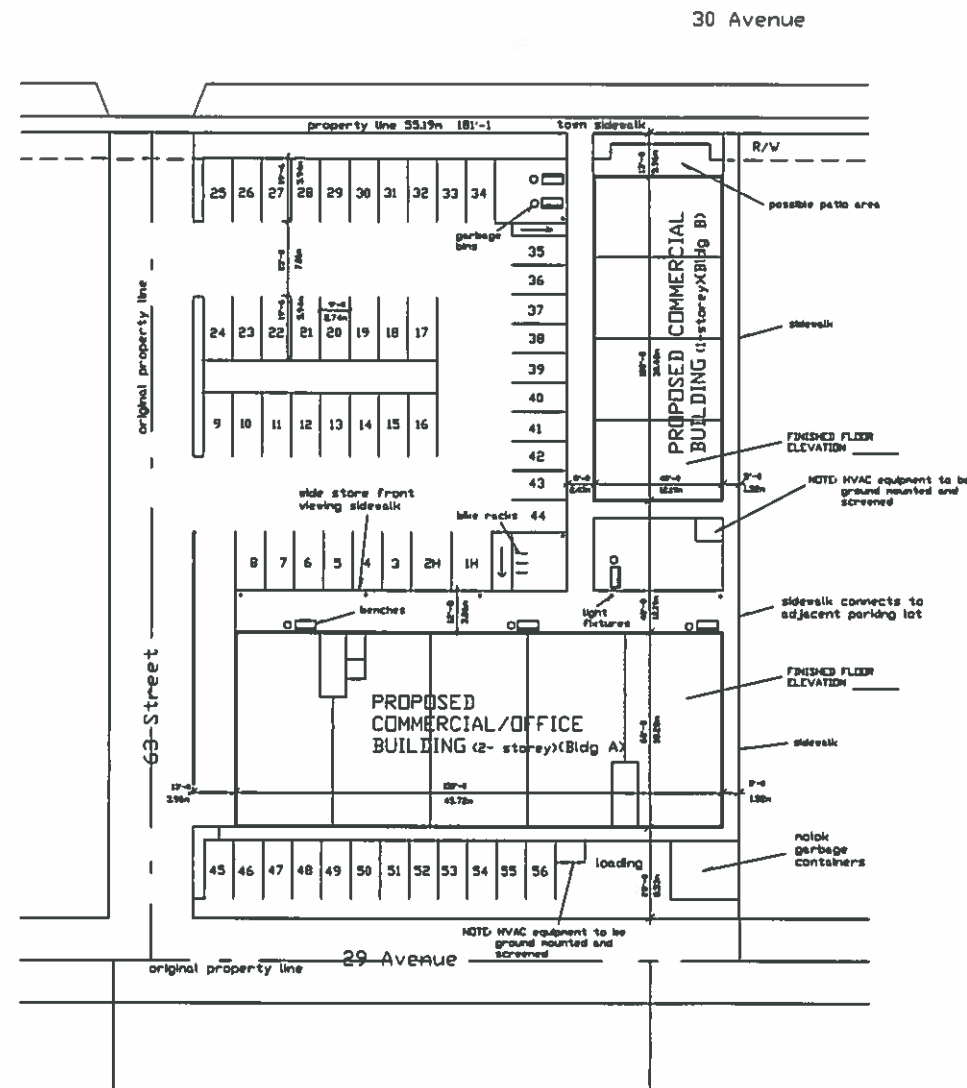 30 Avenue
property line 55.19m 181'-1
town sidewalk
R/W
25 26 27 28 29 30 31 32 33 34
garbage
bins
possible patio area
35
36
37
38
39
40
41
42
43
44
original property line
24 23 22 21 20 19 18 17
9 10 11 12 13 14 15 16
PROPOSED COMMERCIAL
BUILDING (1-storey)(Bldg B)
sidewalk
FINISHED FLOOR
ELEVATION
NOTE: HVAC equipment to be
ground mounted and
screened
wide store front
viewing sidewalk
bike racks
8 7 6 5 4 3 2H 1H
benches
light
fixtures
sidewalk connects to
adjacent parking lot
FINISHED FLOOR
ELEVATION
63 Street
PROPOSED
COMMERCIAL/OFFICE
BUILDING (2- storey)(Bldg A)
sidewalk
13'-0
3.96m
45.72m
45 46 47 48 49 50 51 52 53 54 55 56
loading
molok
garbage
containers
NOTE: HVAC equipment to be
ground mounted and
screened
29 Avenue
original property line